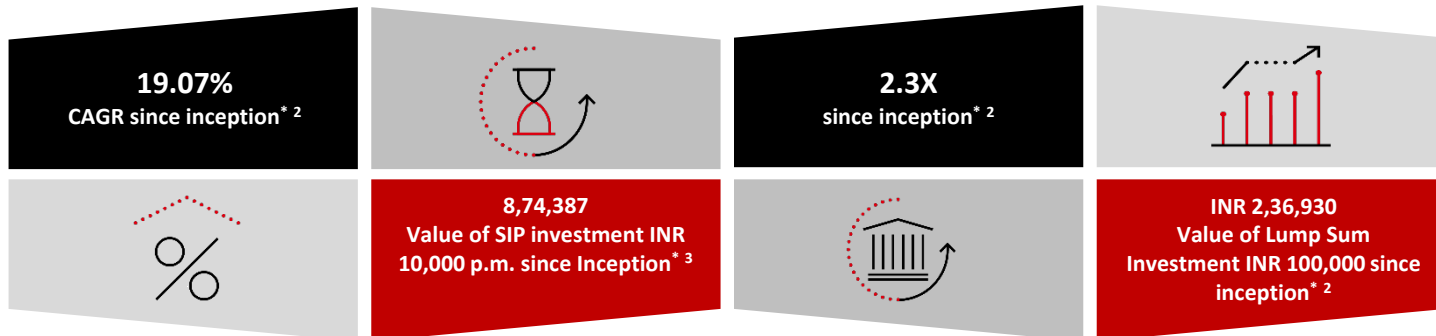 19.07%
CAGR since inception* 2
2.3X
since inception* 2
8,74,387
Value of SIP investment INR
10,000 p.m. since Inception* 3
INR 2,36,930
Value of Lump Sum
Investment INR 100,000 since
inception* 2